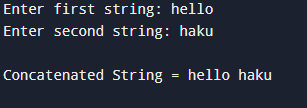 Enter first string: hello
Enter second string: haku
Concatenated String = hello haku